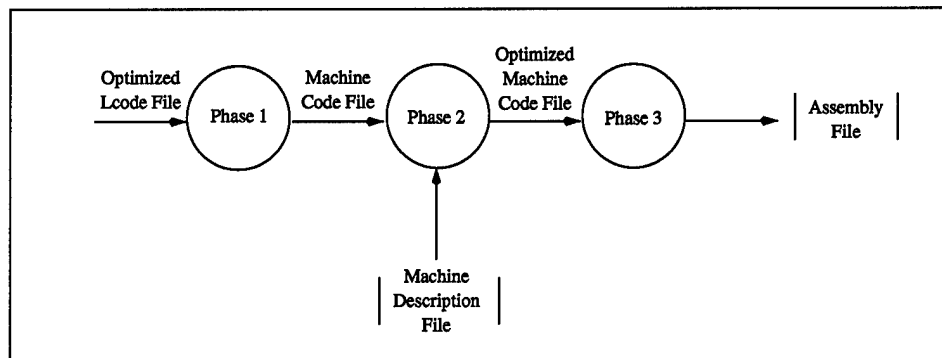 Optimized
Lcode File
Phase 1
Machine
Code File
Phase 2
Optimized
Machine
Code File
Phase 3
Assembly
File
Machine
Description
File